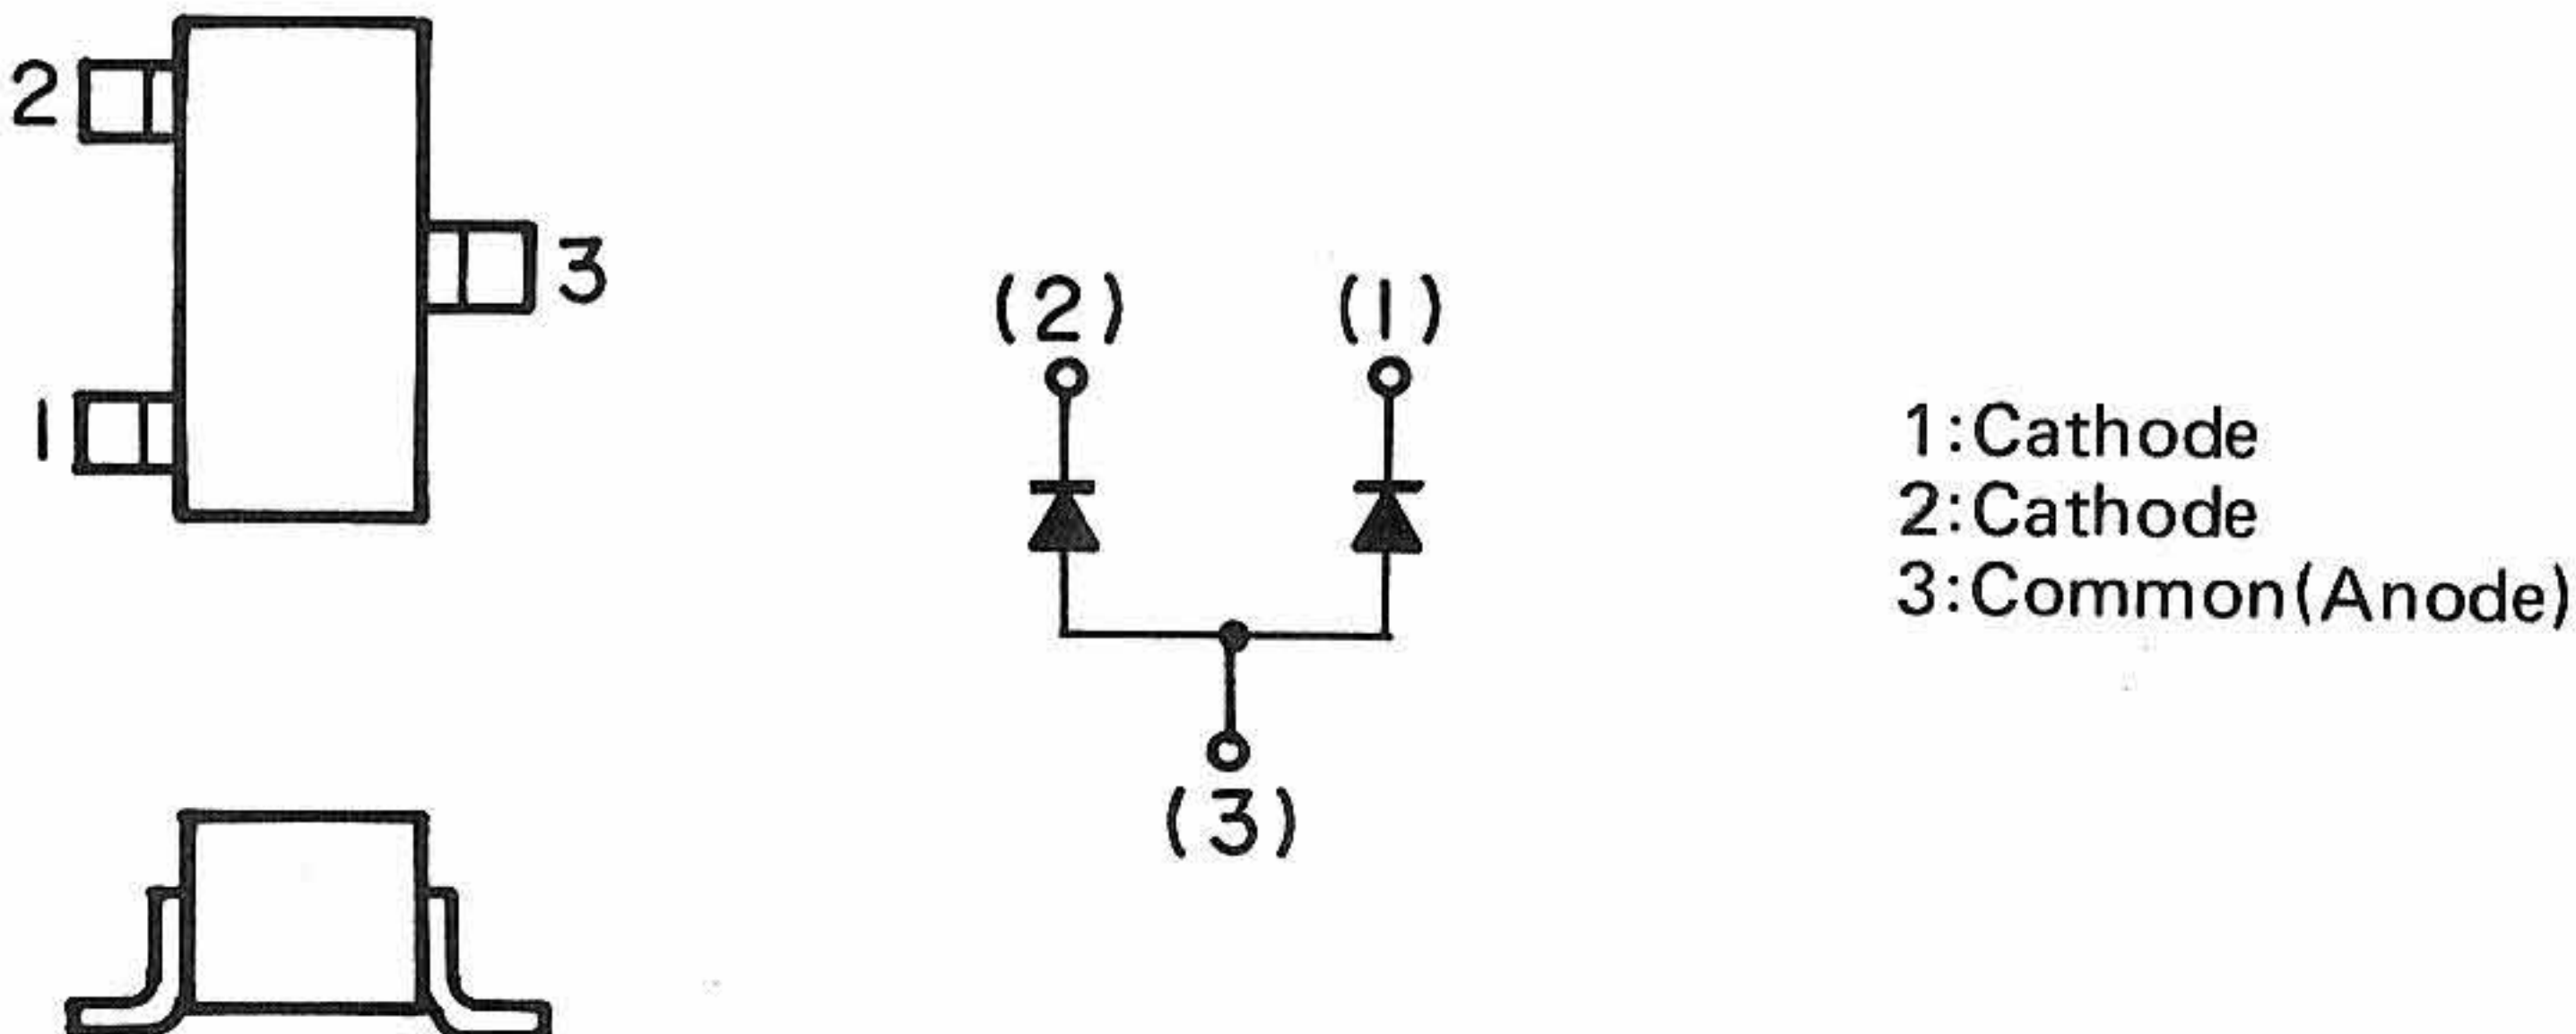 2
3
1
(2) (1)
(3)
1:Cathode
2:Cathode
3:Common(Anode)